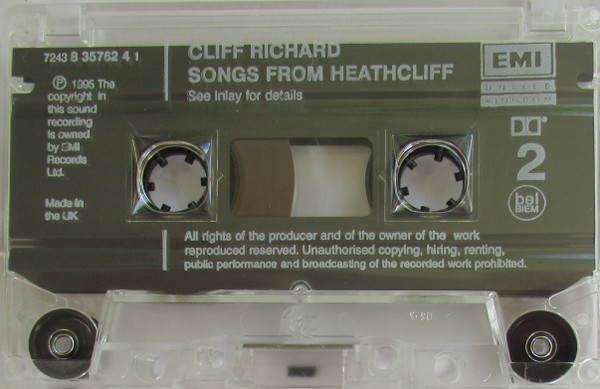 7243 8 35762 4 1
℗ 1995 The
copyright in
this sound
recording
is owned
by EMI
Records
Ltd.
Made in
the UK
CLIFF RICHARD
SONGS FROM HEATHCLIFF
See inlay for details
EMI
UNITED
KINGDOM
2
bel
BIEM
All rights of the producer and of the owner of the work
reproduced reserved. Unauthorised copying, hiring, renting,
public performance and broadcasting of the recorded work prohibited.